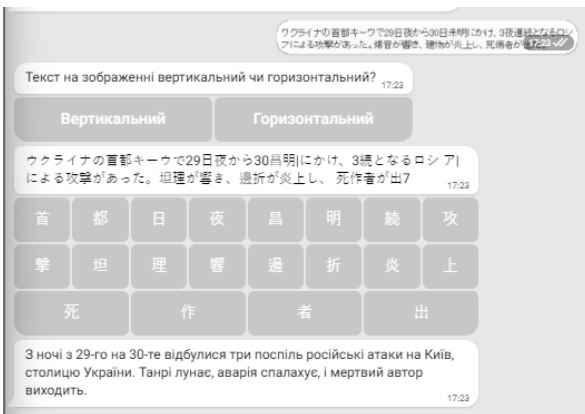 ウクライナの首都キーウで29日夜から30日未明にかけ、3夜連続となるロシ
アによる攻撃があった。爆音が響き、建物が炎上し、死傷者が出た。
17:23
Текст на зображенні вертикальний чи горизонтальний?
17:23
Вертикальний Горизонтальний
ウクライナの首都キーウで29日夜から30昌明|にかけ、3続となるロシ ア|
による攻撃があった。坦理が響き、邊折が炎上し、 死作者が出7
17:23
首 都 日 夜 昌 明 続 攻
撃 坦 理 響 邊 折 炎 上
死 作 者 出
З ночі з 29-го на 30-те відбулися три поспіль російські атаки на Київ,
столицю України. Танрі лунає, аварія спалахує, і мертвий автор
виходить.
17:23